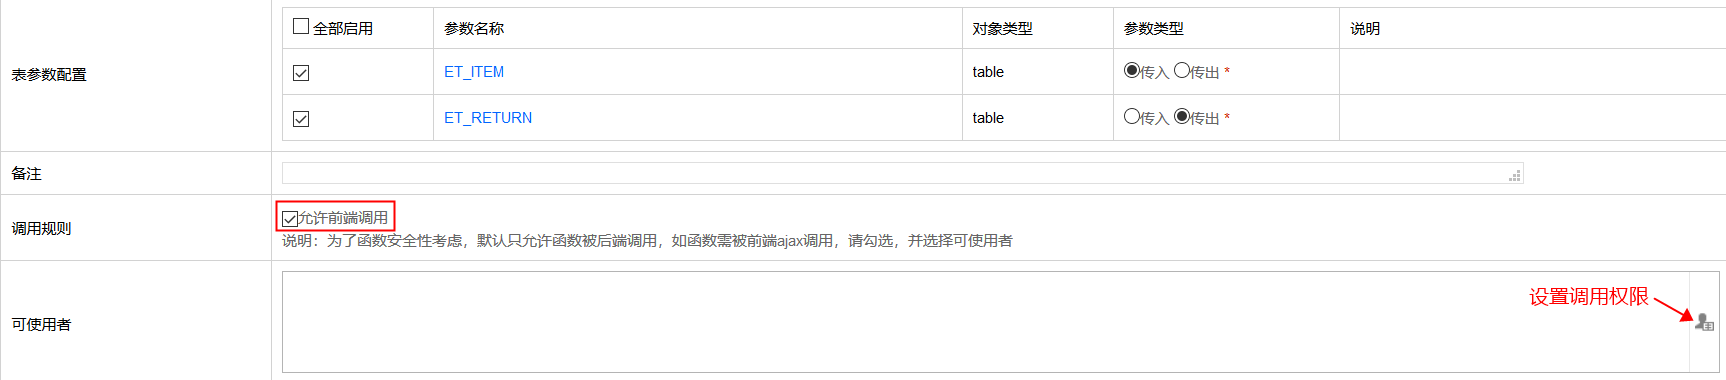 全部启用 参数名称 对象类型 参数类型 说明
表参数配置
ET_ITEM table 传入 传出 *
ET_RETURN table 传入 传出 *
备注
调用规则
允许前端调用
说明：为了函数安全性考虑，默认只允许函数被后端调用，如函数需被前端ajax调用，请勾选，并选择可使用者
可使用者
设置调用权限